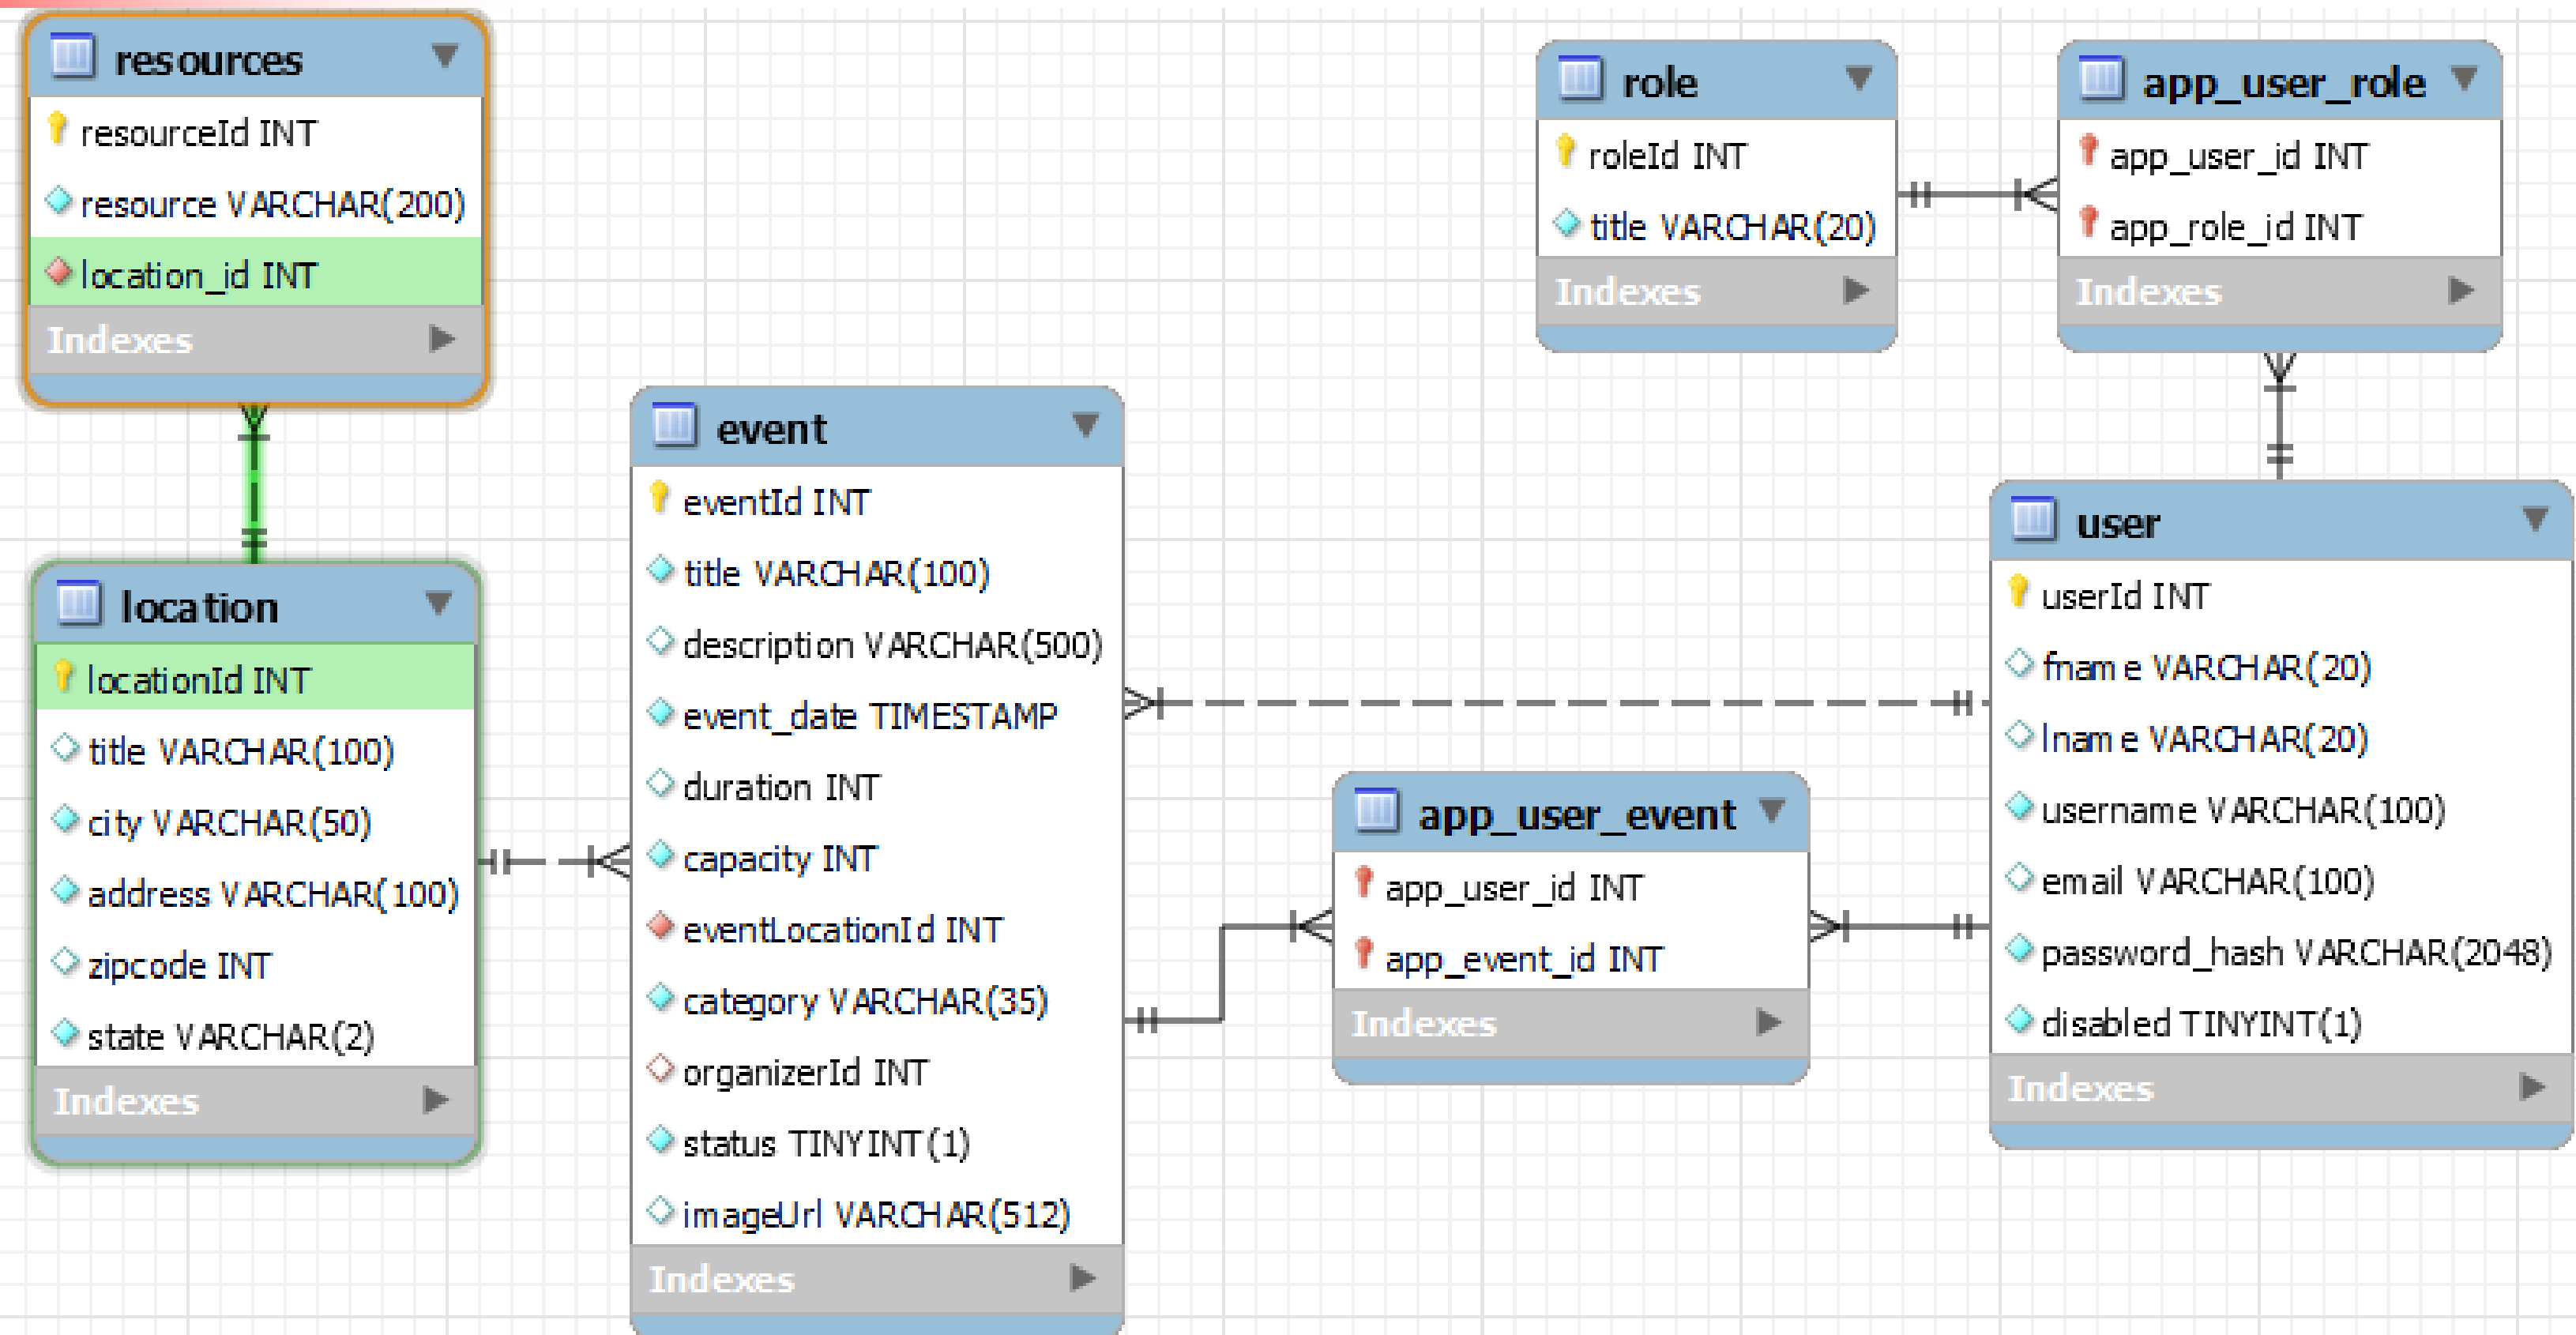 resources
resourceId INT
resource VARCHAR(200)
location_id INT
Indexes
location
locationId INT
title VARCHAR(100)
city VARCHAR(50)
address VARCHAR(100)
zipcode INT
state VARCHAR(2)
Indexes
event
eventId INT
title VARCHAR(100)
description VARCHAR(500)
event_date TIMESTAMP
duration INT
capacity INT
eventLocationId INT
category VARCHAR(35)
organizerId INT
status TINYINT(1)
imageUrl VARCHAR(512)
Indexes
role
roleId INT
title VARCHAR(20)
Indexes
app_user_role
app_user_id INT
app_role_id INT
Indexes
app_user_event
app_user_id INT
app_event_id INT
Indexes
user
userId INT
fname VARCHAR(20)
lname VARCHAR(20)
username VARCHAR(100)
email VARCHAR(100)
password_hash VARCHAR(2048)
disabled TINYINT(1)
Indexes